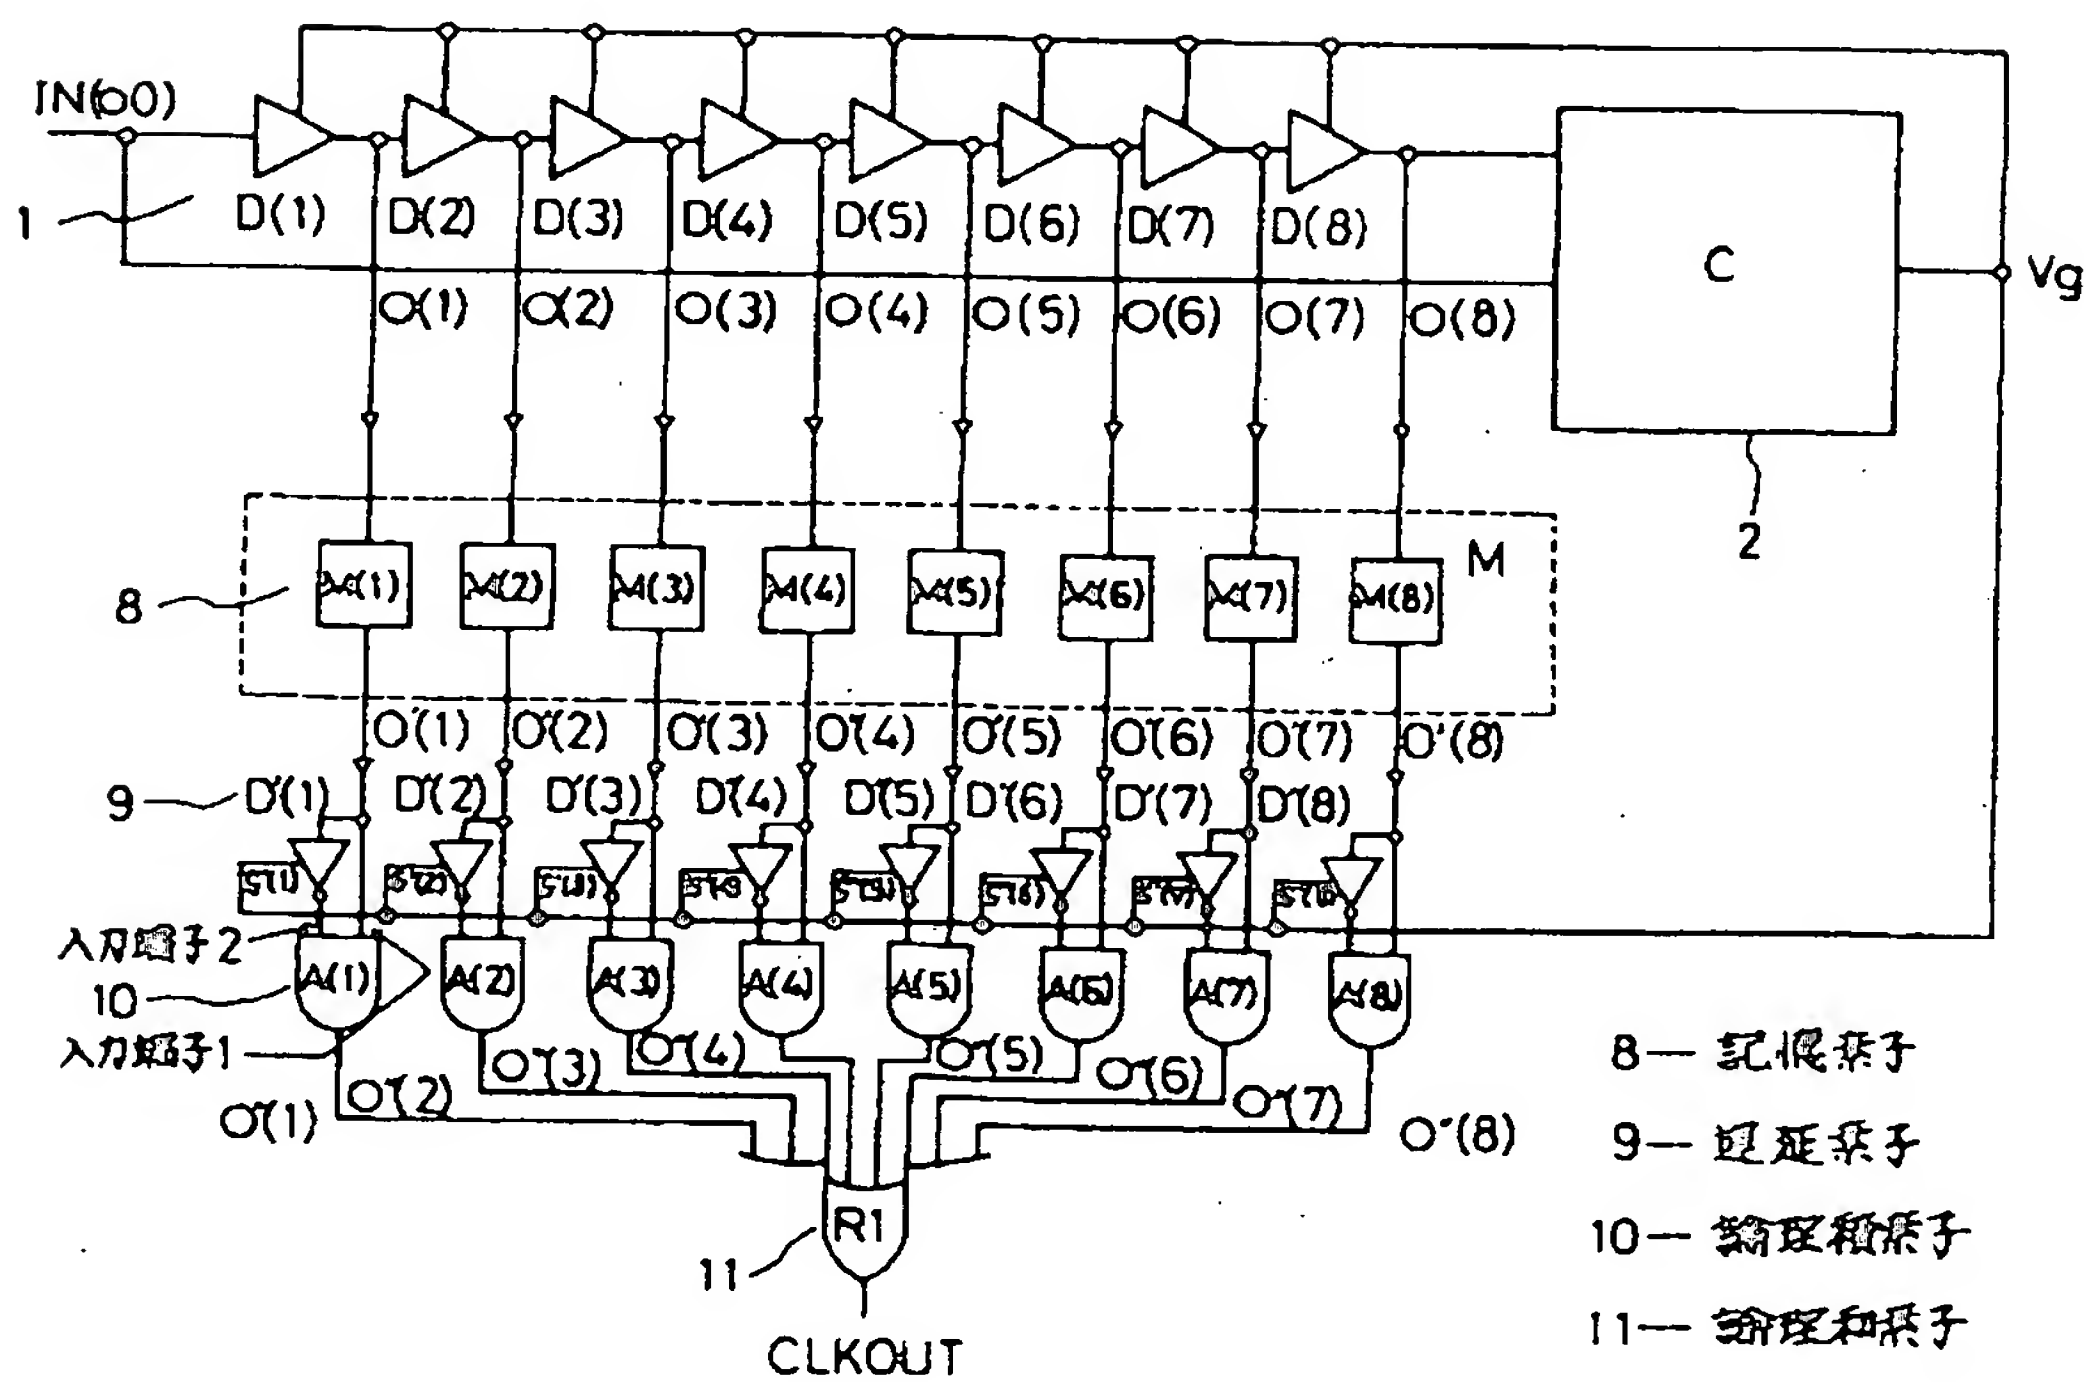 IN(O0)
1
D(1) D(2) D(3) D(4) D(5) D(6) D(7) D(8)
C
Vg
O(1) O(2) O(3) O(4) O(5) O(6) O(7) O(8)
2
M
8
M(1) M(2) M(3) M(4) M(5) M(6) M(7) M(8)
O'(1) O'(2) O'(3) O'(4) O'(5) O'(6) O'(7) O'(8)
9
D'(1) D'(2) D'(3) D'(4) D'(5) D'(6) D'(7) D'(8)
入力端子2
A(1) A(2) A(3) A(4) A(5) A(6) A(7) A(8)
10
入力端子1
O"(1) O"(2) O"(3) O"(4) O"(5) O"(6) O"(7) O"(8)
R1
11
CLKOUT
8— 記憶素子
9— 遅延素子
10— 論理積素子
11— 論理和素子